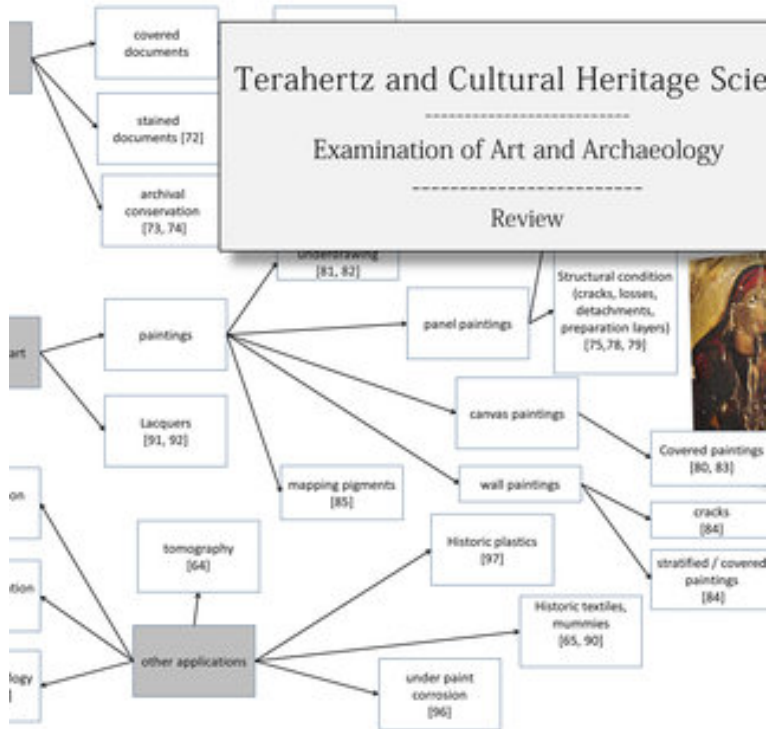 covered
documents
Terahertz and Cultural Heritage Scie
Examination of Art and Archaeology
Review
stained
documents [72]
archival
conservation
[73, 74]
underdrawing
[81, 82]
Structural condition
(cracks, losses,
detachments,
preparation layers)
[75,78, 79]
panel paintings
paintings
art
Lacquers
[91, 92]
canvas paintings
Covered paintings
[80, 83]
mapping pigments
[85]
wall paintings
cracks
[84]
on
tomography
[64]
Historic plastics
[97]
stratified / covered
paintings
[84]
tion
Historic textiles,
mummies
[65, 90]
other applications
logy
]
under paint
corrosion
[96]